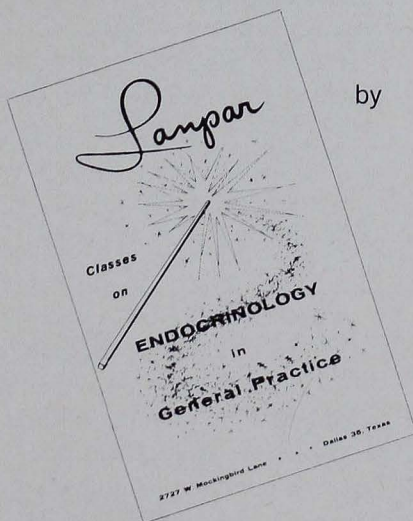 Lanpar
by
Classes
on
ENDOCRINOLOGY
in
General Practice
2727 W. Mockingbird Lane • • • Dallas 35, Texas